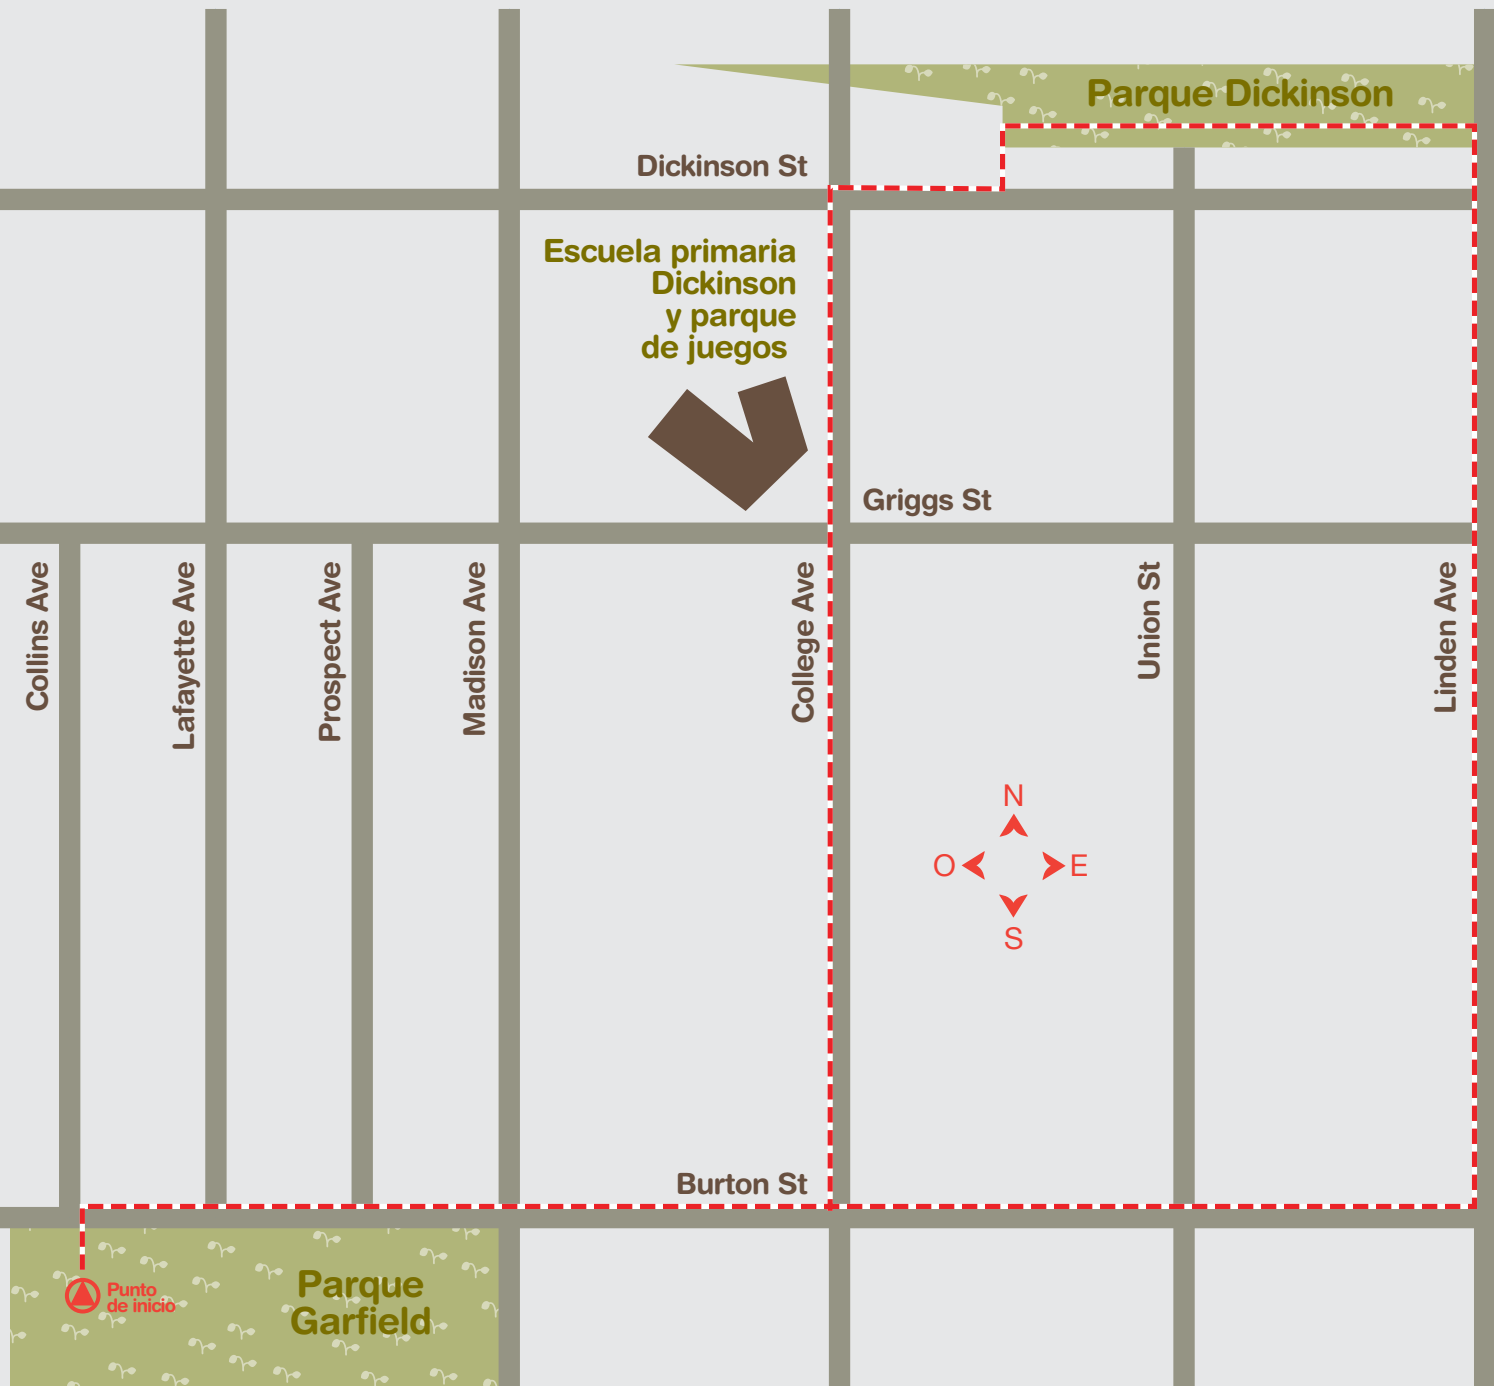 Parque Dickinson
Dickinson St
Escuela primaria
Dickinson
y parque
de juegos
Griggs St
Collins Ave
Lafayette Ave
Prospect Ave
Madison Ave
College Ave
Union St
Linden Ave
N
O
E
S
Burton St
Punto
de inicio
Parque
Garfield